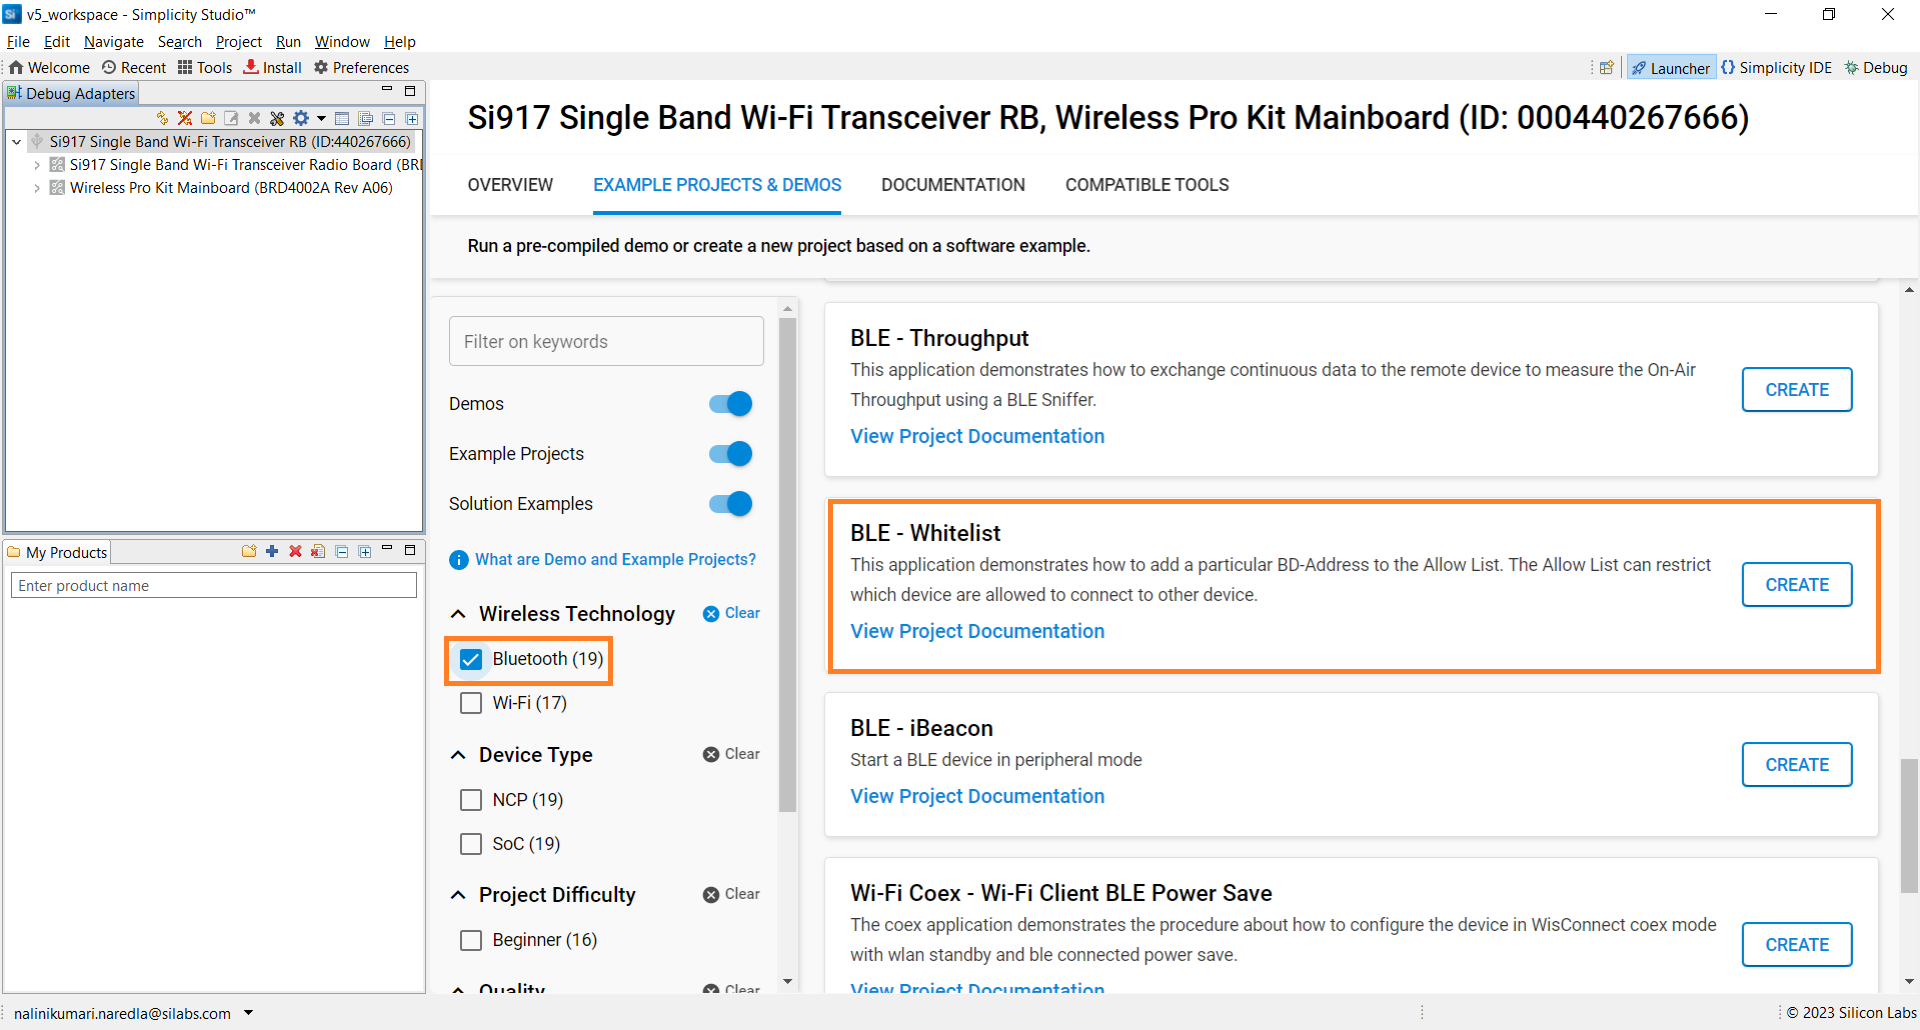 Si v5_workspace - Simplicity Studio™
File Edit Navigate Search Project Run Window Help
Welcome Recent Tools Install Preferences
Launcher Simplicity IDE Debug
Debug Adapters
Si917 Single Band Wi-Fi Transceiver RB (ID:440267666)
Si917 Single Band Wi-Fi Transceiver Radio Board (BRD
Wireless Pro Kit Mainboard (BRD4002A Rev A06)
My Products
Enter product name
Si917 Single Band Wi-Fi Transceiver RB, Wireless Pro Kit Mainboard (ID: 000440267666)
OVERVIEW EXAMPLE PROJECTS & DEMOS DOCUMENTATION COMPATIBLE TOOLS
Run a pre-compiled demo or create a new project based on a software example.
Filter on keywords
Demos
Example Projects
Solution Examples
What are Demo and Example Projects?
Wireless Technology Clear
Bluetooth (19)
Wi-Fi (17)
Device Type Clear
NCP (19)
SoC (19)
Project Difficulty Clear
Beginner (16)
Quality Clear
BLE - Throughput
This application demonstrates how to exchange continuous data to the remote device to measure the On-Air
Throughput using a BLE Sniffer.
View Project Documentation
CREATE
BLE - Whitelist
This application demonstrates how to add a particular BD-Address to the Allow List. The Allow List can restrict
which device are allowed to connect to other device.
View Project Documentation
CREATE
BLE - iBeacon
Start a BLE device in peripheral mode
View Project Documentation
CREATE
Wi-Fi Coex - Wi-Fi Client BLE Power Save
The coex application demonstrates the procedure about how to configure the device in WisConnect coex mode
with wlan standby and ble connected power save.
View Project Documentation
CREATE
nalinikumari.naredla@silabs.com
© 2023 Silicon Labs